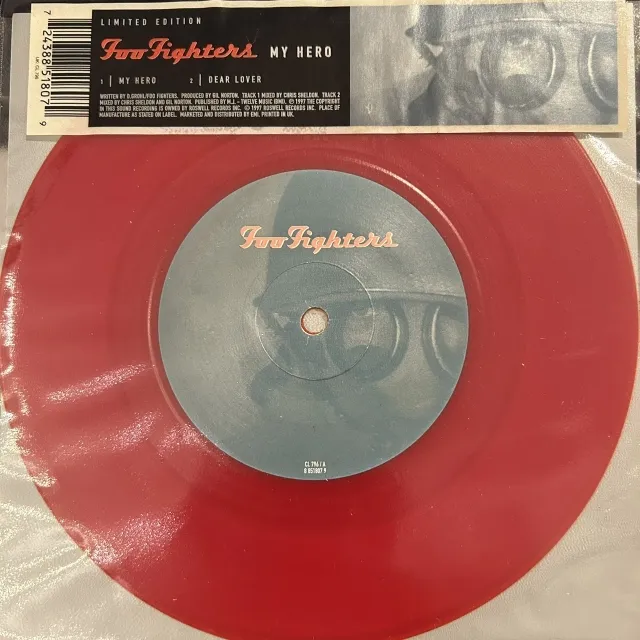 LIMITED EDITION
Foo Fighters MY HERO
1 | MY HERO 2 | DEAR LOVER
WRITTEN BY D.GROHL/FOO FIGHTERS. PRODUCED BY GIL NORTON. TRACK 1 MIXED BY CHRIS SHELDON. TRACK 2
MIXED BY CHRIS SHELDON AND GIL NORTON. PUBLISHED BY M.J. – TWELVE MUSIC (BMI). ℗ 1997 THE COPYRIGHT
IN THIS SOUND RECORDING IS OWNED BY ROSWELL RECORDS INC. © 1997 ROSWELL RECORDS INC. PLACE OF
MANUFACTURE AS STATED ON LABEL. MARKETED AND DISTRIBUTED BY EMI. PRINTED IN UK.
7 24388 51807 9
UK: CL 796
Foo Fighters
CL 796 / A
8 851807 9